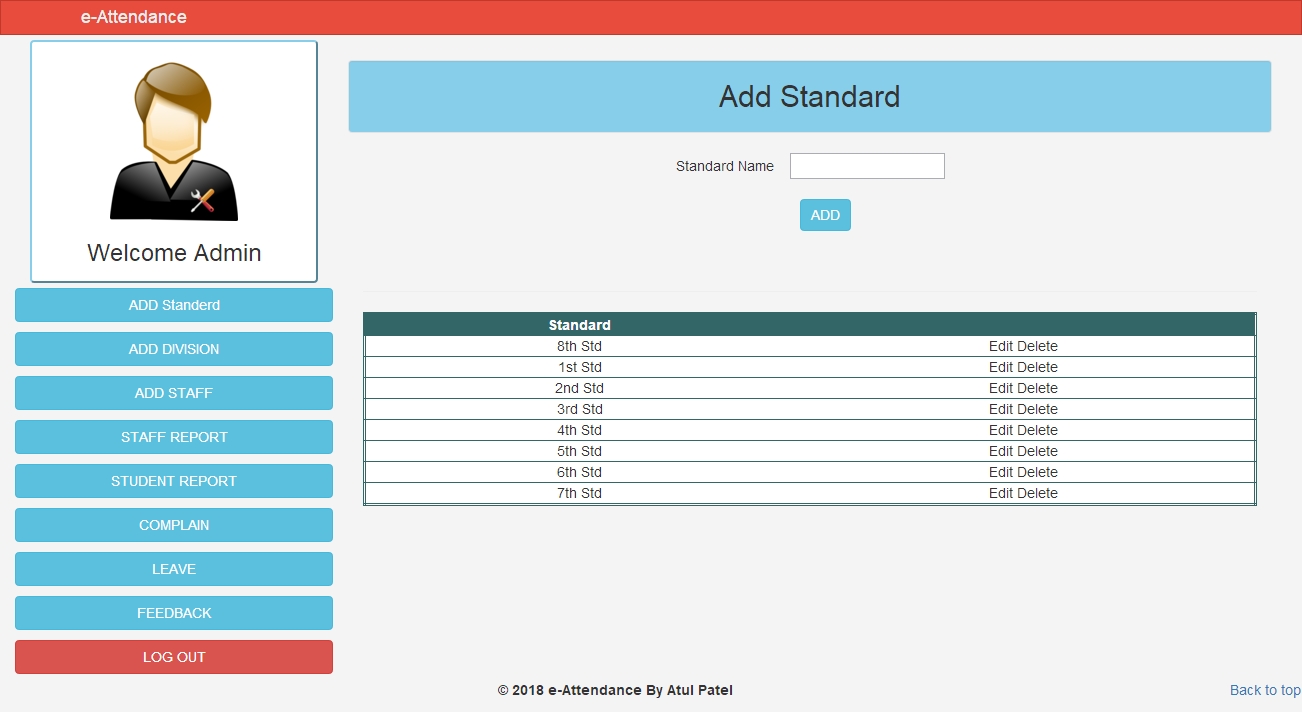 e-Attendance
Welcome Admin
ADD Standerd
ADD DIVISION
ADD STAFF
STAFF REPORT
STUDENT REPORT
COMPLAIN
LEAVE
FEEDBACK
LOG OUT
Add Standard
Standard Name
ADD
Standard
8th Std Edit Delete
1st Std Edit Delete
2nd Std Edit Delete
3rd Std Edit Delete
4th Std Edit Delete
5th Std Edit Delete
6th Std Edit Delete
7th Std Edit Delete
© 2018 e-Attendance By Atul Patel
Back to top